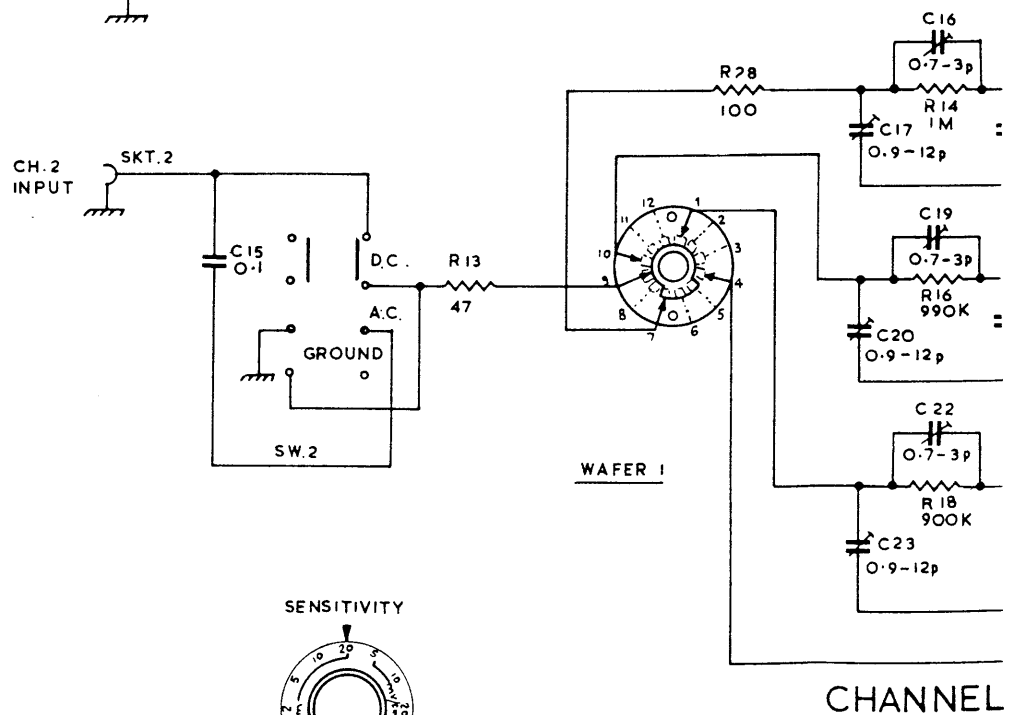 C16
0.7-3p
R28
100
R14
1M
C17
0.9-12p
CH.2
INPUT
SKT.2
C15
0.1
D.C.
R13
47
A.C.
GROUND
SW.2
12
1
2
3
4
5
6
7
8
9
10
11
WAFER 1
C19
0.7-3p
R16
990K
C20
0.9-12p
C22
0.7-3p
R18
900K
C23
0.9-12p
SENSITIVITY
2
5
10
20
5
10
CHANNEL